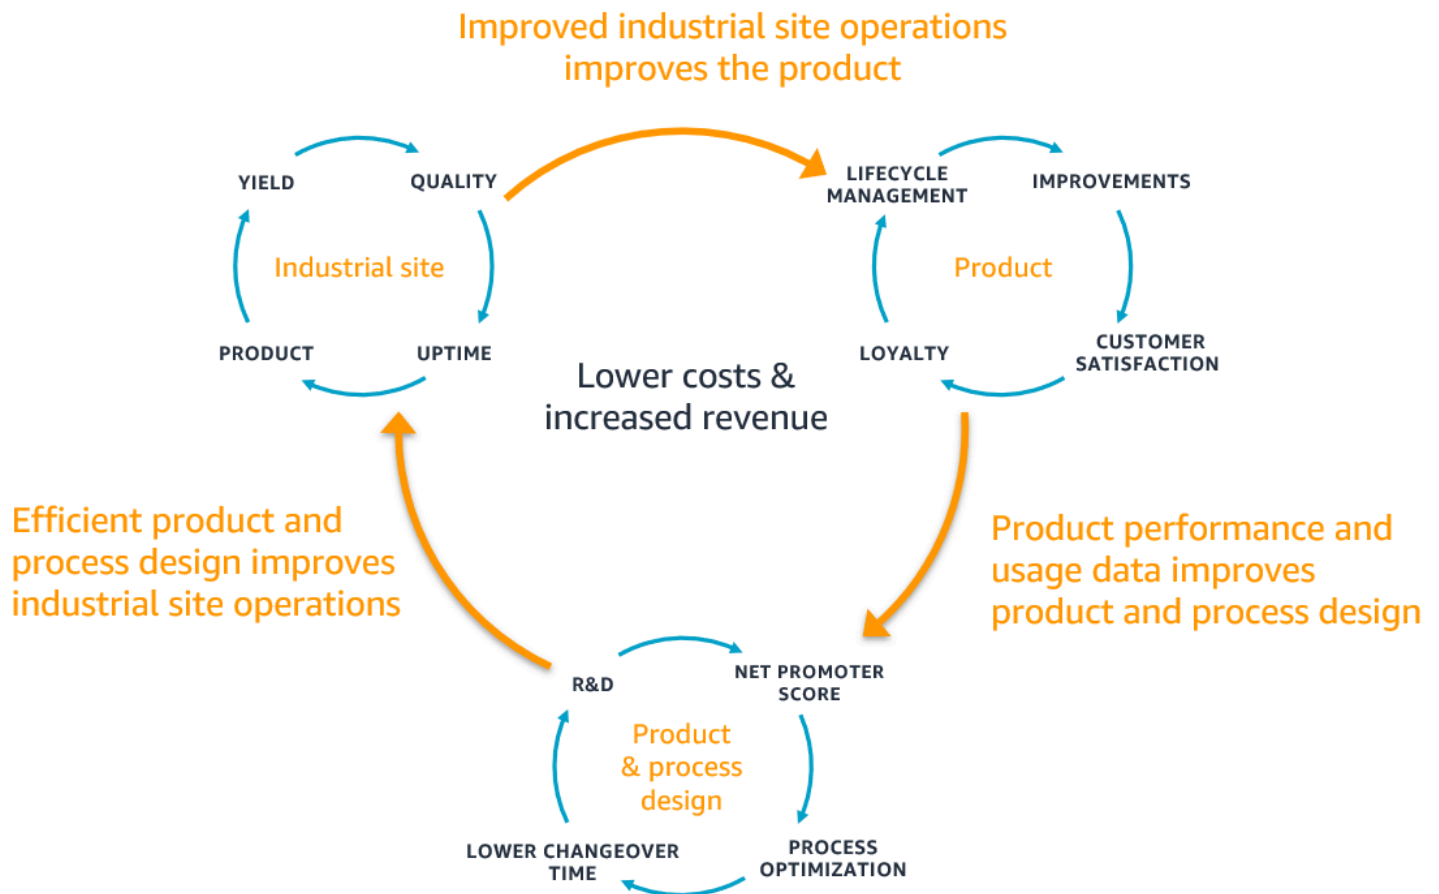 Improved industrial site operations
improves the product
YIELD
QUALITY
Industrial site
PRODUCT
UPTIME
LIFECYCLE
MANAGEMENT
IMPROVEMENTS
Product
LOYALTY
CUSTOMER
SATISFACTION
Lower costs &
increased revenue
Efficient product and
process design improves
industrial site operations
Product performance and
usage data improves
product and process design
R&D
NET PROMOTER
SCORE
Product
& process
design
LOWER CHANGEOVER
TIME
PROCESS
OPTIMIZATION